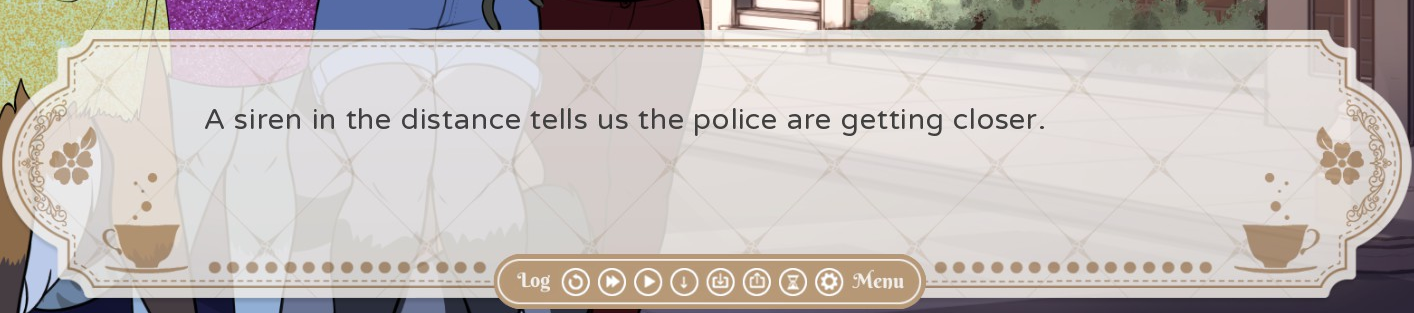 A siren in the distance tells us the police are getting closer.
Log Menu